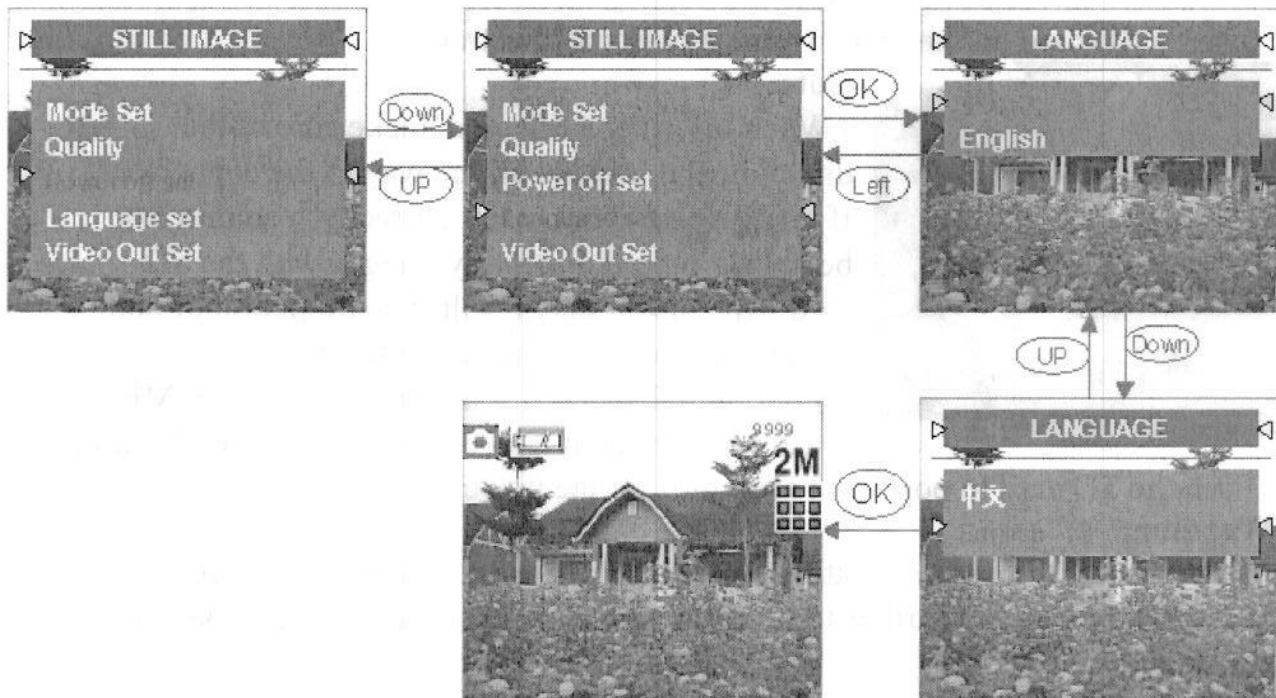 STILL IMAGE
Mode Set
Quality
Language set
Video Out Set
Down
UP
STILL IMAGE
Mode Set
Quality
Power off set
Video Out Set
OK
Left
LANGUAGE
English
UP
Down
LANGUAGE
中文
OK
9999
2M